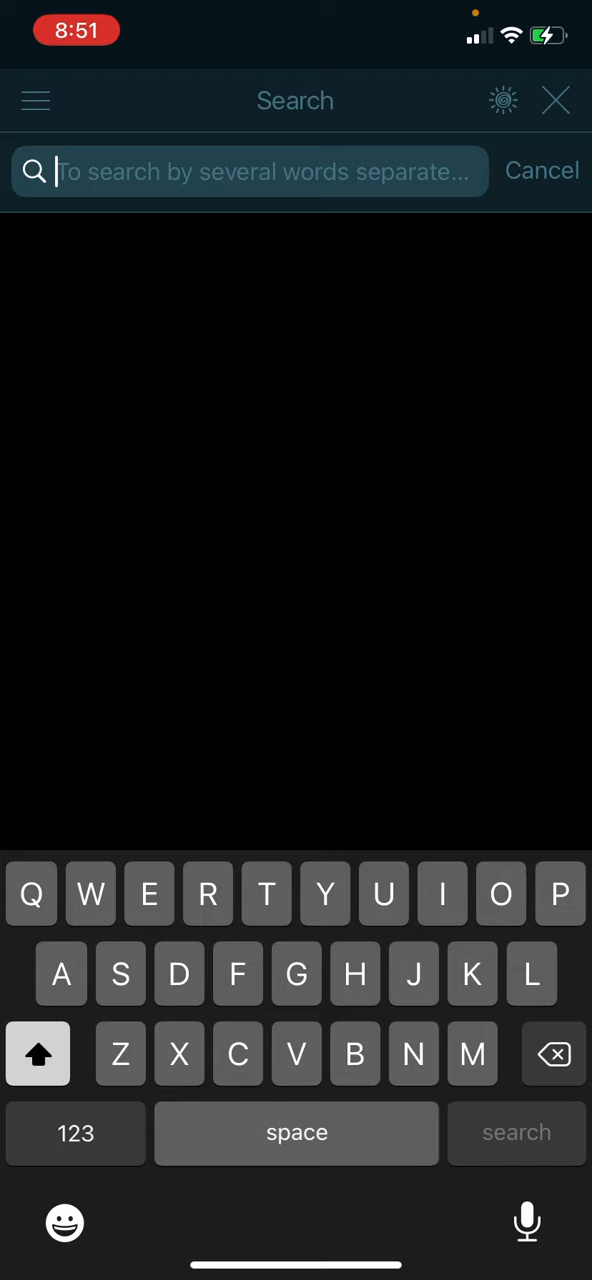 8:51
Search
To search by several words separate...
Cancel
Q W E R T Y U I O P
A S D F G H J K L
Z X C V B N M
123 space search